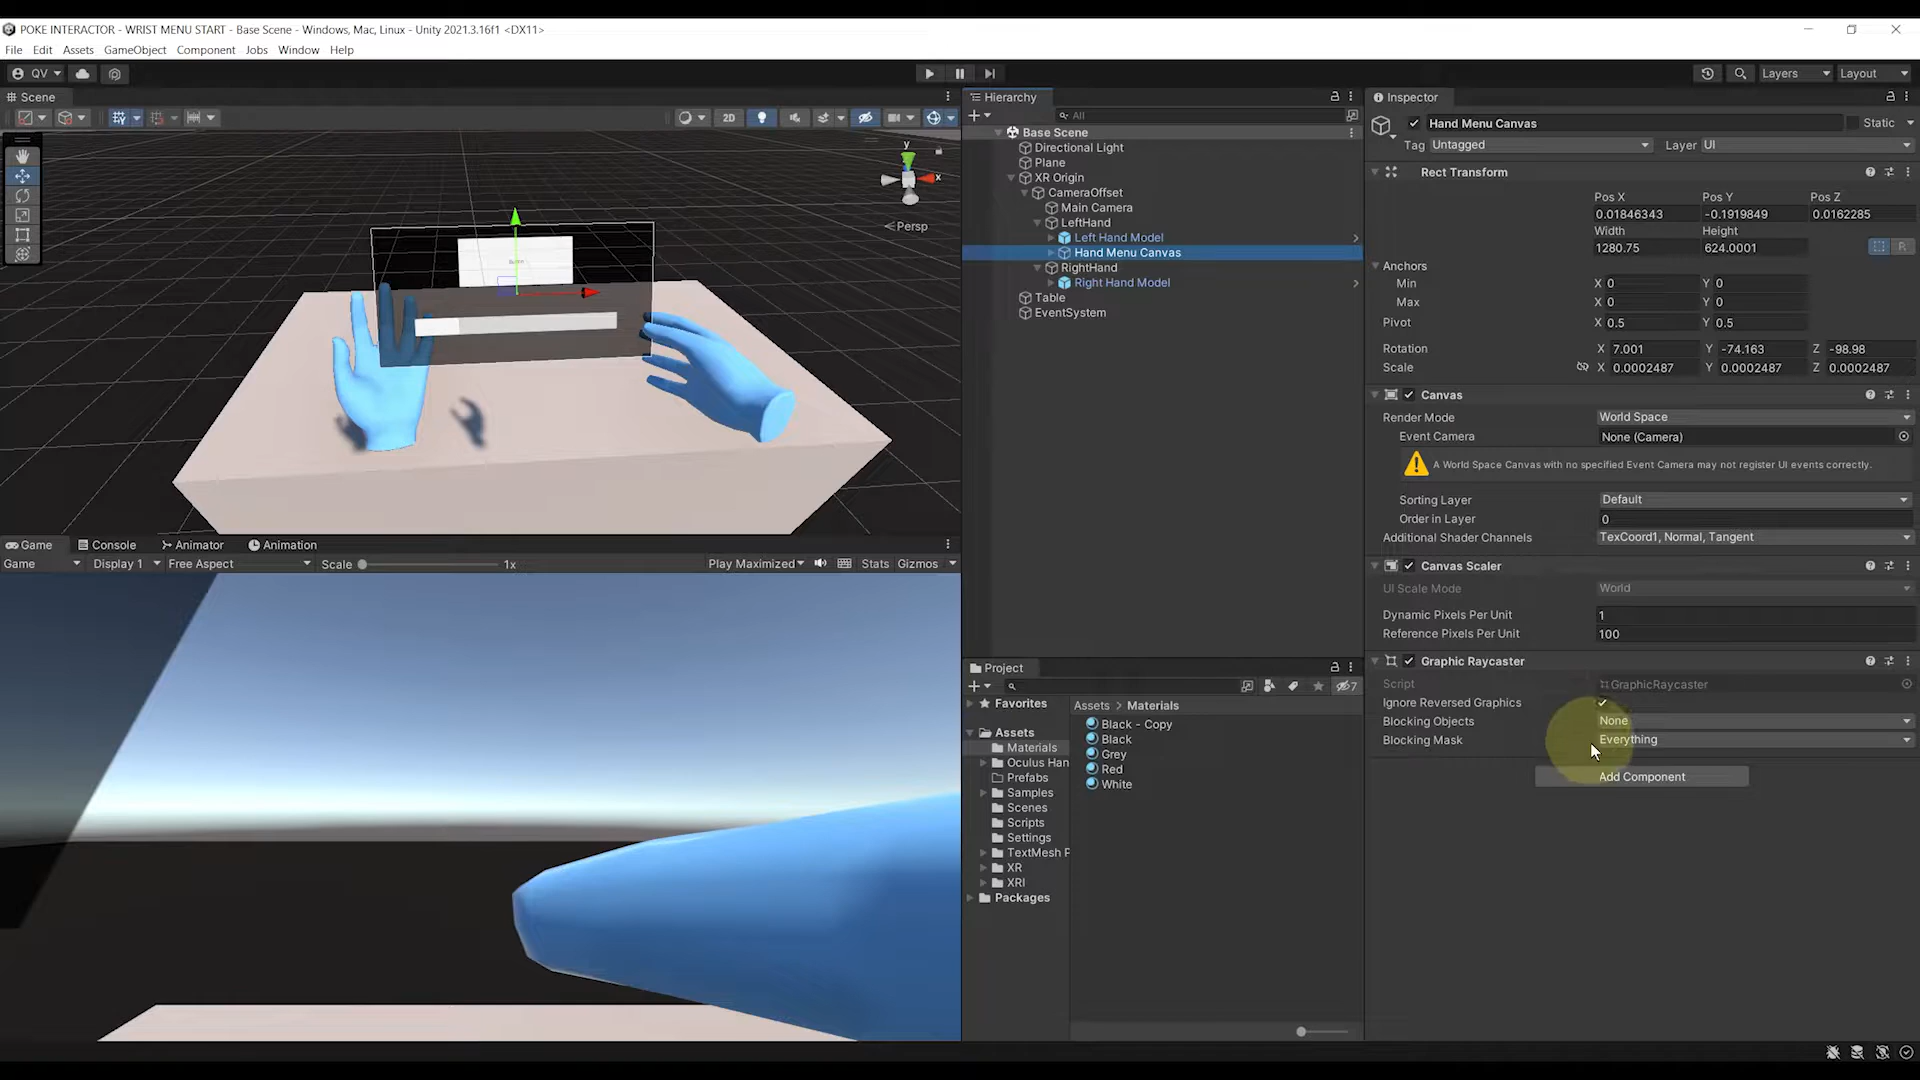 POKE INTERACTOR - WRIST MENU START - Base Scene - Windows, Mac, Linux - Unity 2021.3.16f1 <DX11>
File Edit Assets GameObject Component Jobs Window Help
QV Layers Layout
Scene
2D
y
x
Persp
Game Console Animator Animation
Game Display 1 Free Aspect Scale 1x Play Maximized Stats Gizmos
Hierarchy
All
Base Scene
Directional Light
Plane
XR Origin
CameraOffset
Main Camera
LeftHand
Left Hand Model
Hand Menu Canvas
RightHand
Right Hand Model
Table
EventSystem
Project
7
Favorites
Assets
Materials
Oculus Han
Prefabs
Samples
Scenes
Scripts
Settings
TextMesh P
XR
XRI
Packages
Assets > Materials
Black - Copy
Black
Grey
Red
White
Inspector
Hand Menu Canvas Static
Tag Untagged Layer UI
Rect Transform
Pos X Pos Y Pos Z
0.01846343 -0.1919849 0.0162285
Width Height
1280.75 624.0001 R
Anchors
Min X 0 Y 0
Max X 0 Y 0
Pivot X 0.5 Y 0.5
Rotation X 7.001 Y -74.163 Z -98.98
Scale X 0.0002487 Y 0.0002487 Z 0.0002487
Canvas
Render Mode World Space
Event Camera None (Camera)
A World Space Canvas with no specified Event Camera may not register UI events correctly.
Sorting Layer Default
Order in Layer 0
Additional Shader Channels TexCoord1, Normal, Tangent
Canvas Scaler
UI Scale Mode World
Dynamic Pixels Per Unit 1
Reference Pixels Per Unit 100
Graphic Raycaster
Script GraphicRaycaster
Ignore Reversed Graphics
Blocking Objects None
Blocking Mask Everything
Add Component